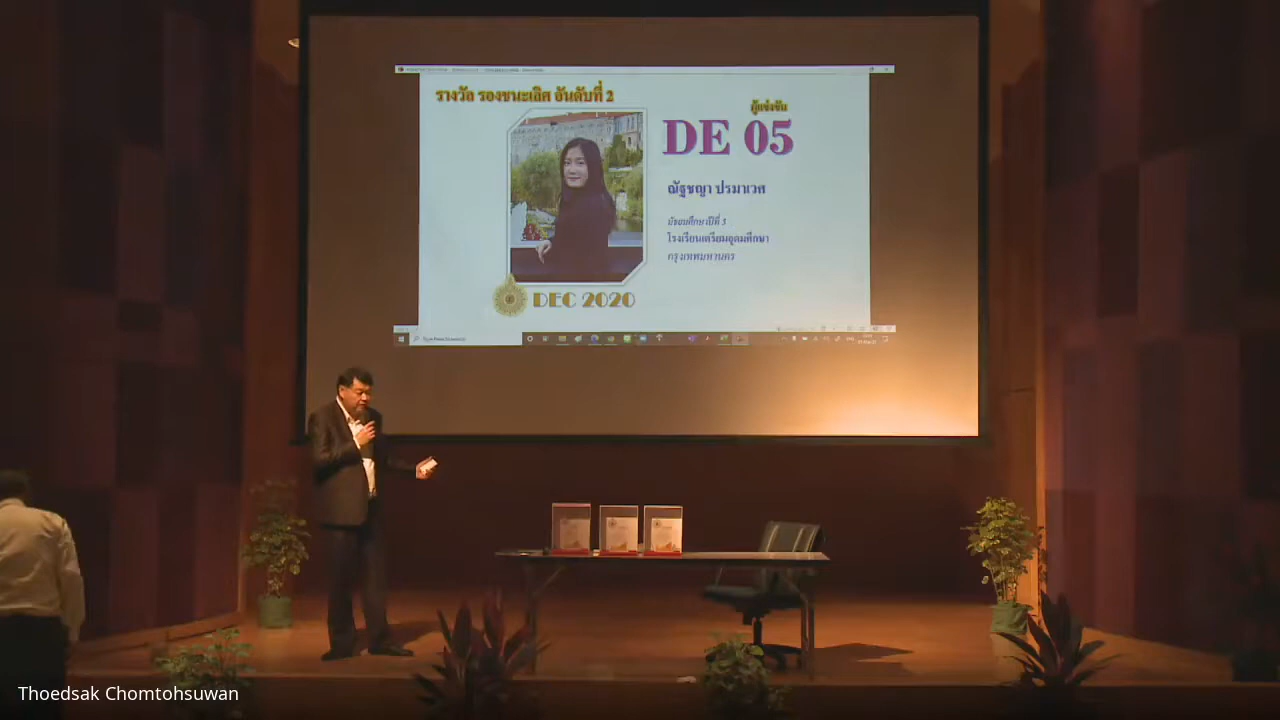 รางวัล รองชนะเลิศ อันดับที่ 2
ผู้แข่งขัน
DE 05
ณัฐชญา ปรมาเวศ
มัธยมศึกษาปีที่ 5
โรงเรียนเตรียมอุดมศึกษา
กรุงเทพมหานคร
DEC 2020
Thoedsak Chomtohsuwan